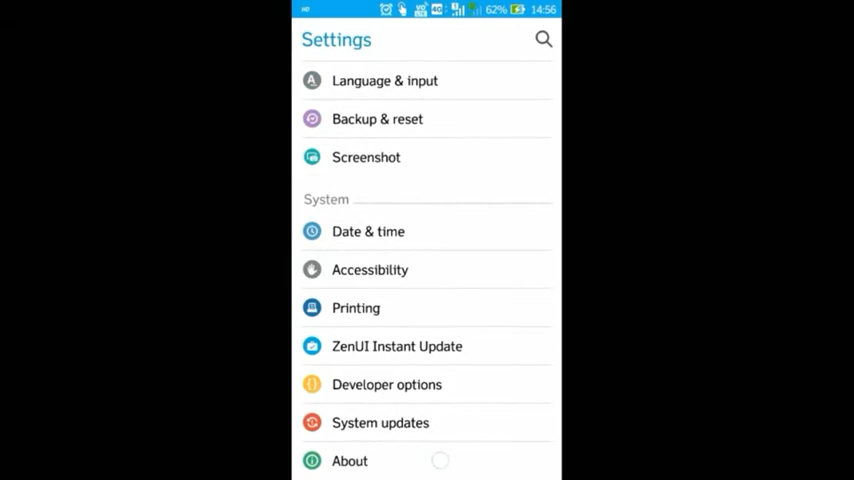 62% 14:56
Settings
Language & input
Backup & reset
Screenshot
System
Date & time
Accessibility
Printing
ZenUI Instant Update
Developer options
System updates
About